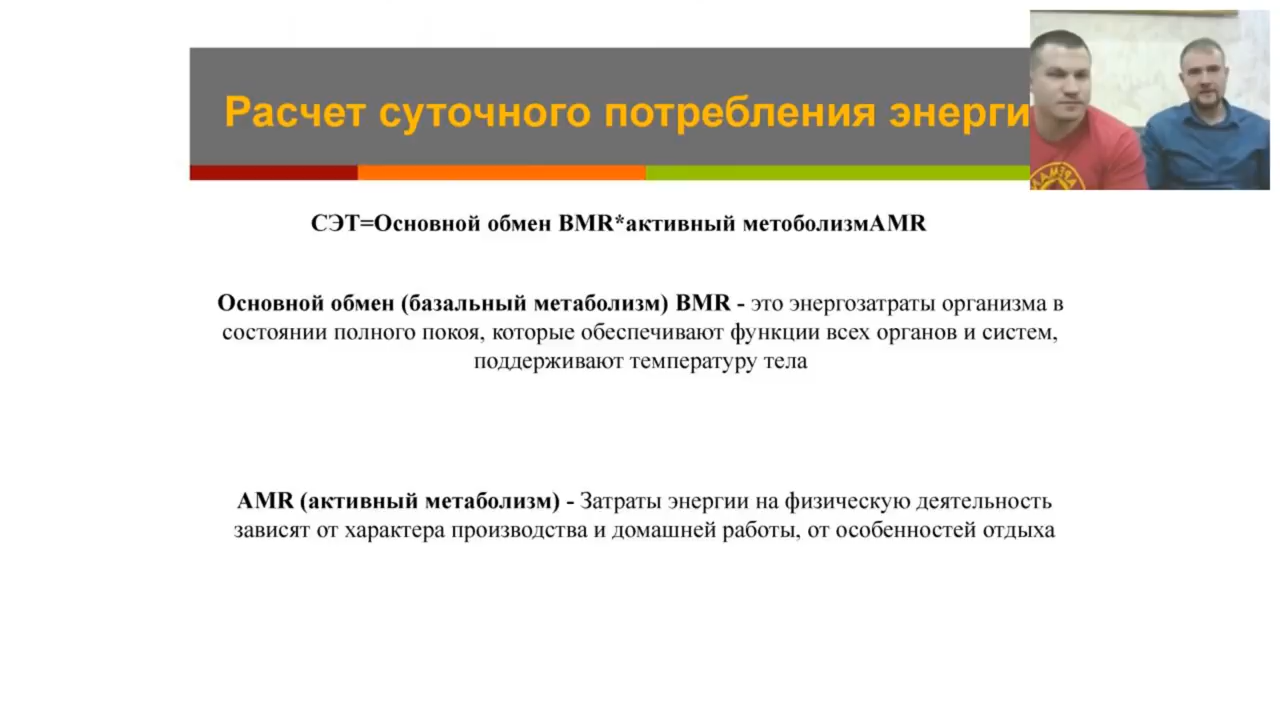 Расчет суточного потребления энерги
СЭТ=Основной обмен BMR*активный метоболизмAMR
Основной обмен (базальный метаболизм) BMR - это энергозатраты организма в
состоянии полного покоя, которые обеспечивают функции всех органов и систем,
поддерживают температуру тела
AMR (активный метаболизм) - Затраты энергии на физическую деятельность
зависят от характера производства и домашней работы, от особенностей отдыха